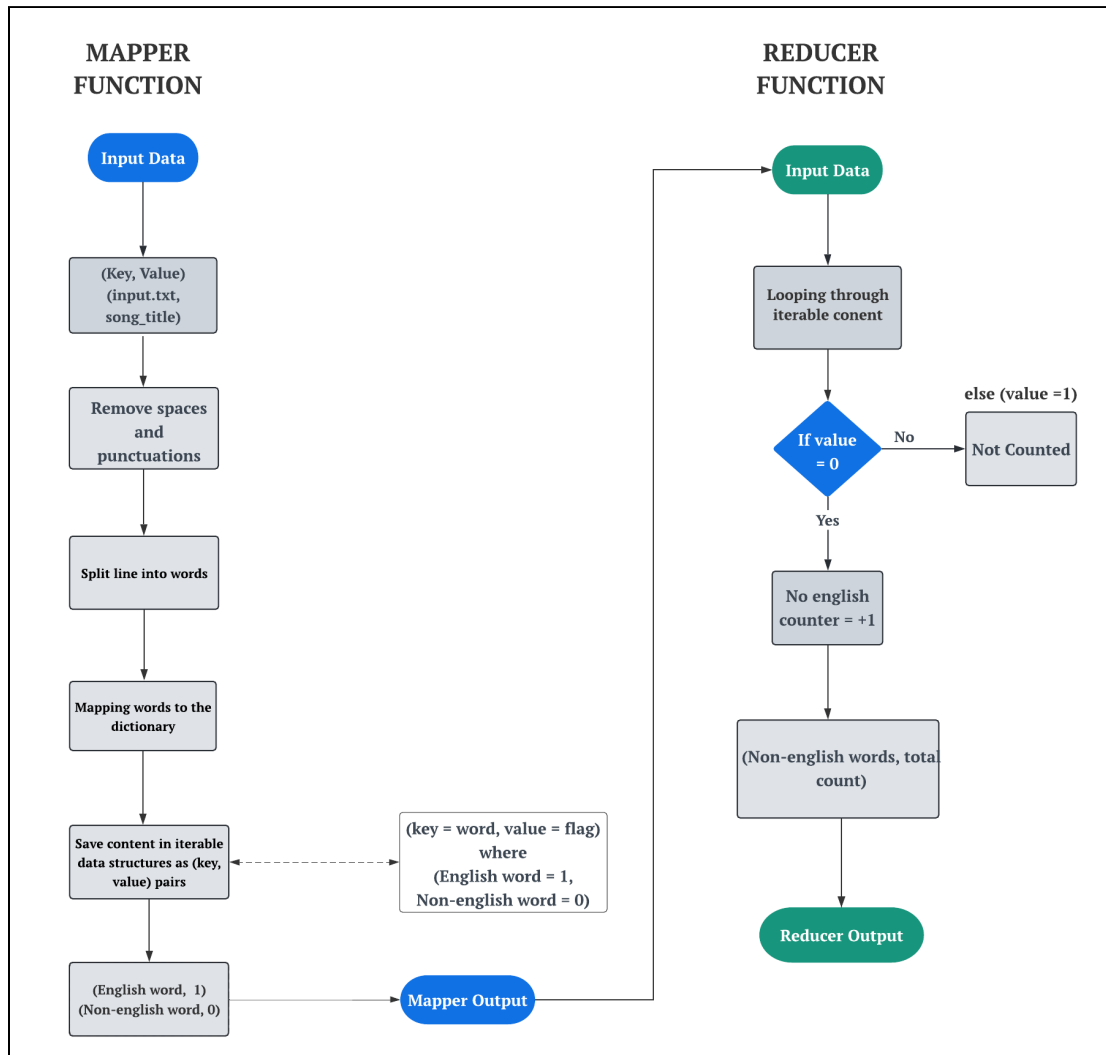 MAPPER
FUNCTION
Input Data
(Key, Value)
(input.txt,
song_title)
Remove spaces
and
punctuations
Split line into words
Mapping words to the
dictionary
Save content in iterable
data structures as (key,
value) pairs
(key = word, value = flag)
where
(English word = 1,
Non-english word = 0)
(English word, 1)
(Non-english word, 0)
Mapper Output
REDUCER
FUNCTION
Input Data
Looping through
iterable conent
If value
= 0
No
else (value =1)
Not Counted
Yes
No english
counter = +1
(Non-english words, total
count)
Reducer Output